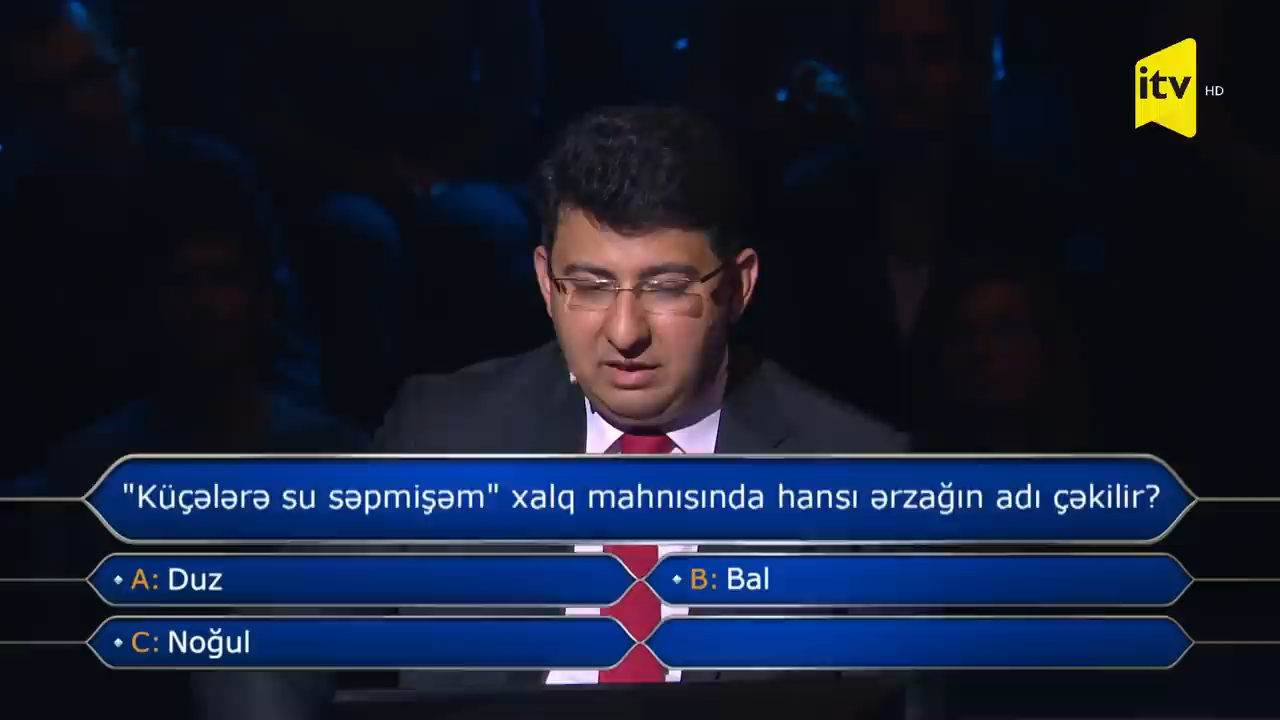 itv HD
"Küçələrə su səpmişəm" xalq mahnısında hansı ərzağın adı çəkilir?
A: Duz
B: Bal
C: Noğul